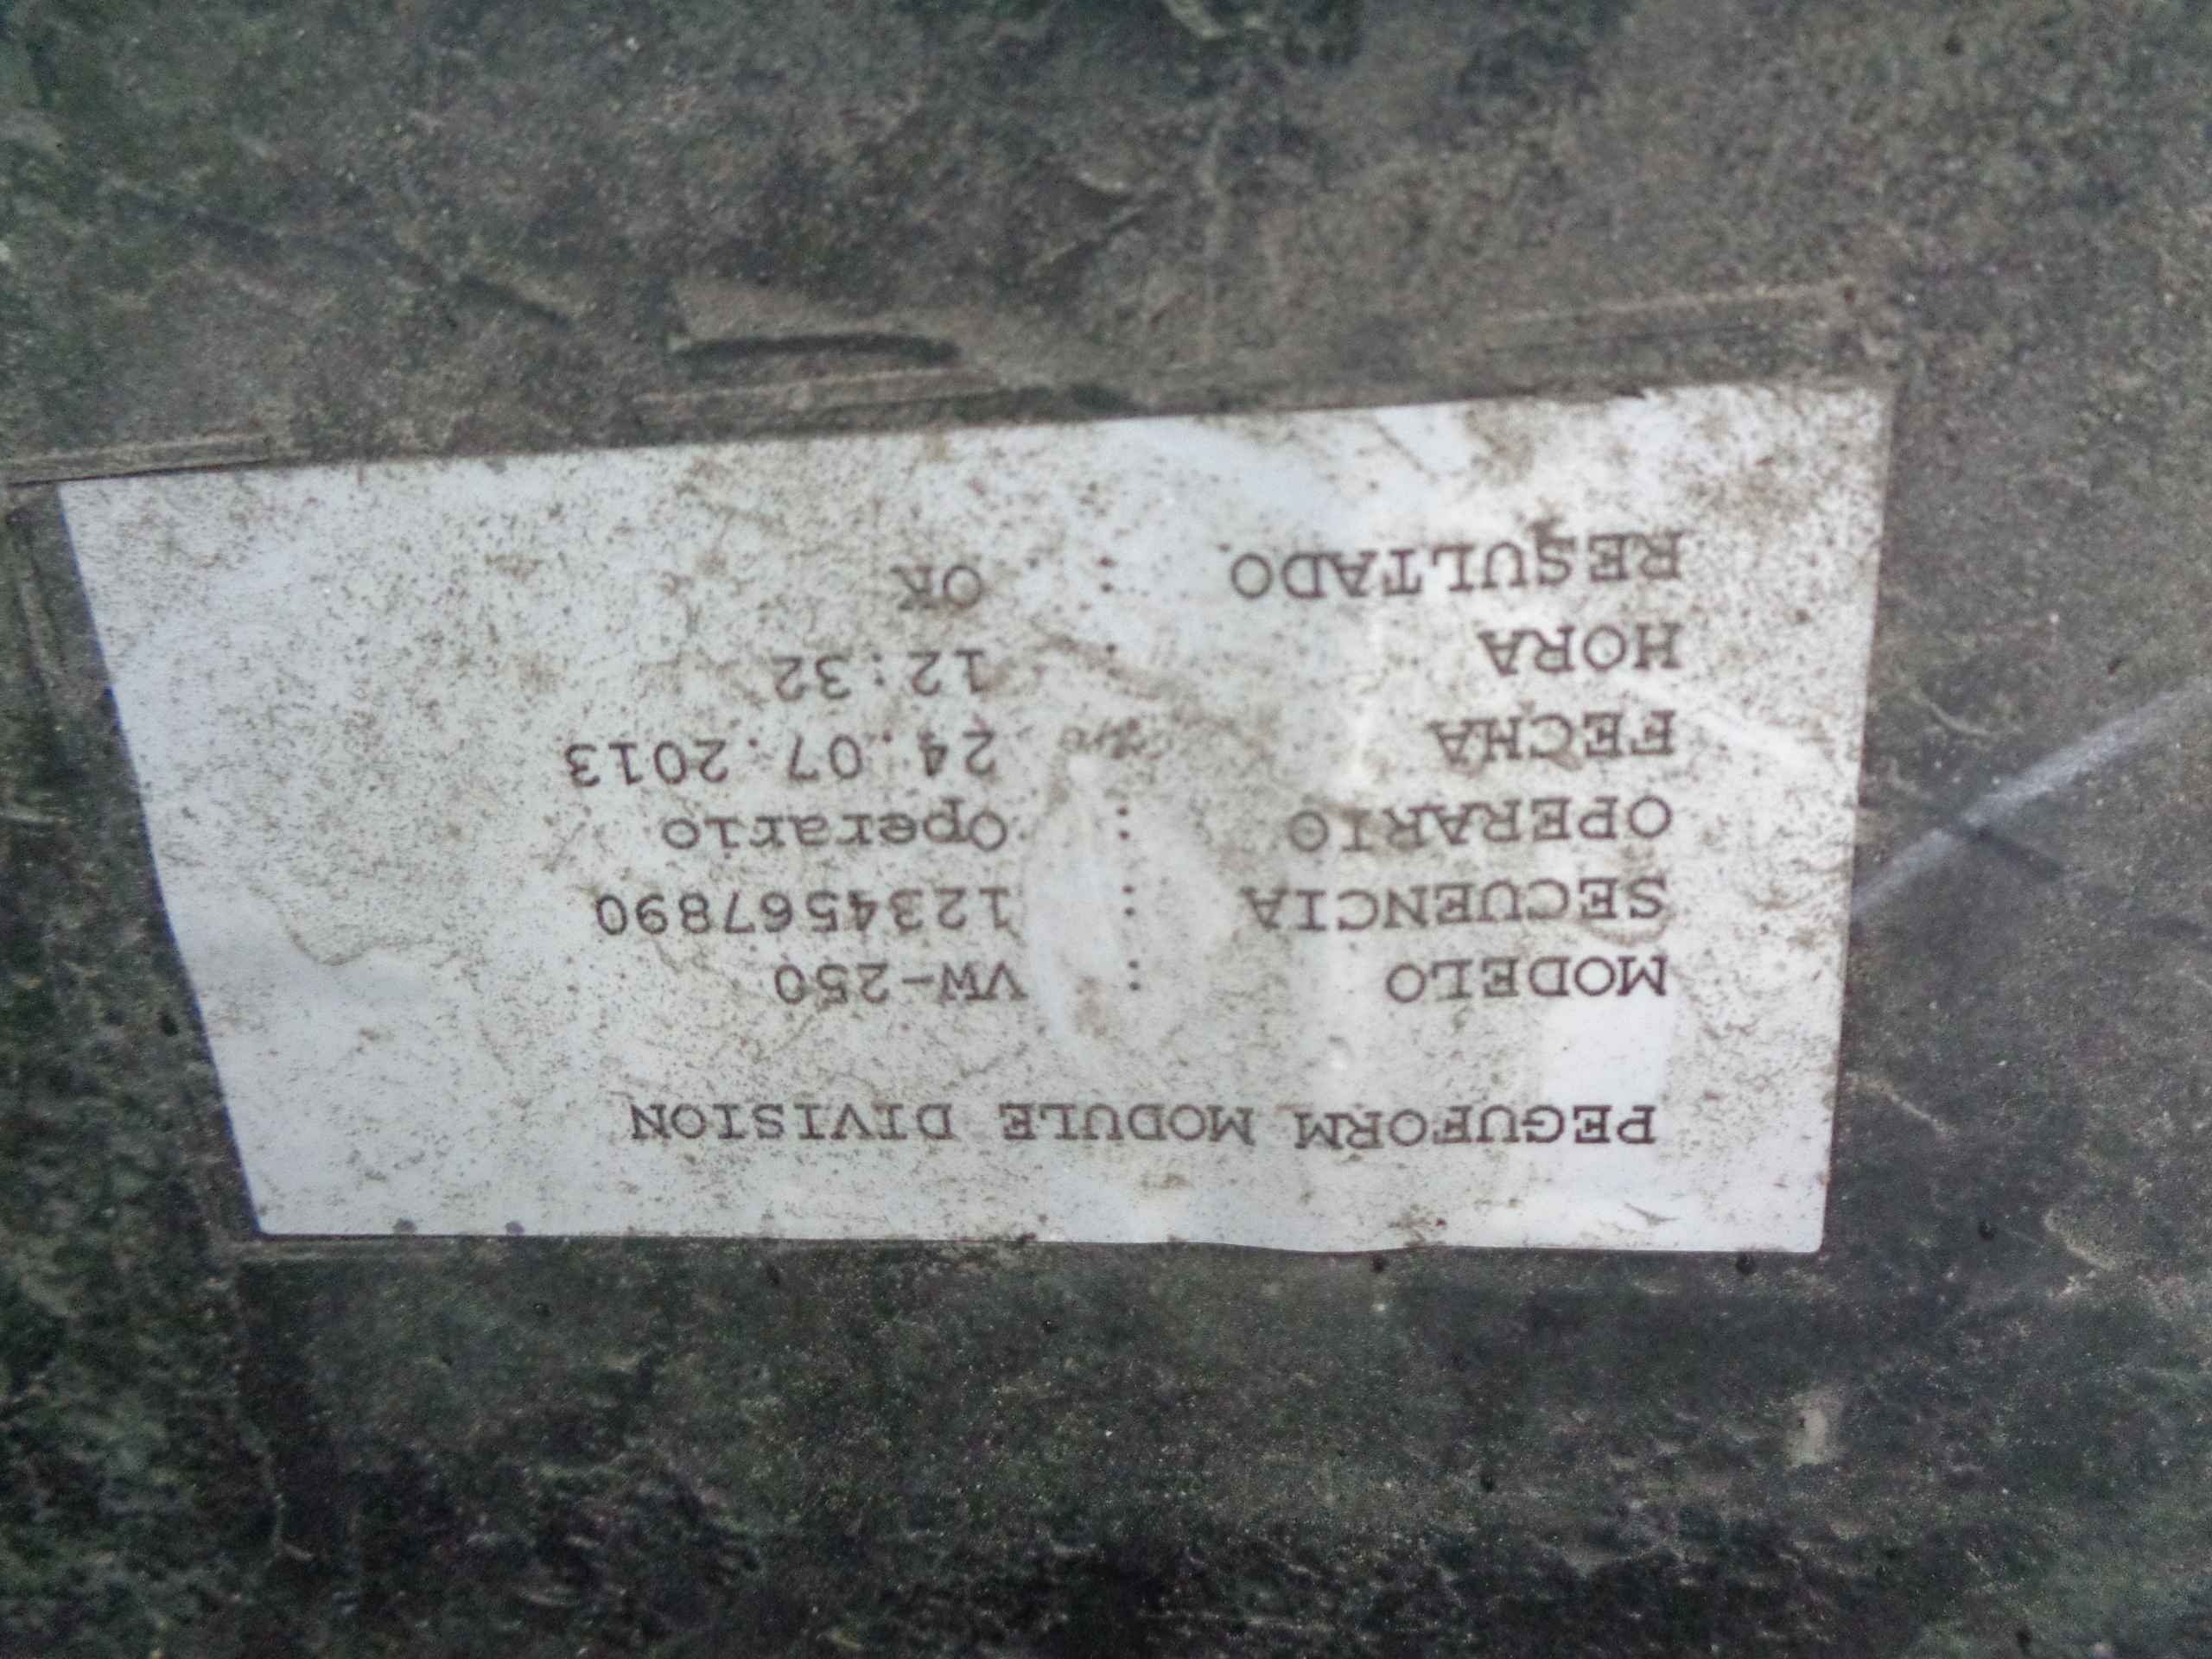 PEGUFORM MODULE DIVISION
MODELO : VW-250
SECUENCIA : 1234567890
OPERARIO : Operario
FECHA : 24.07.2013
HORA : 12:32
RESULTADO : OK